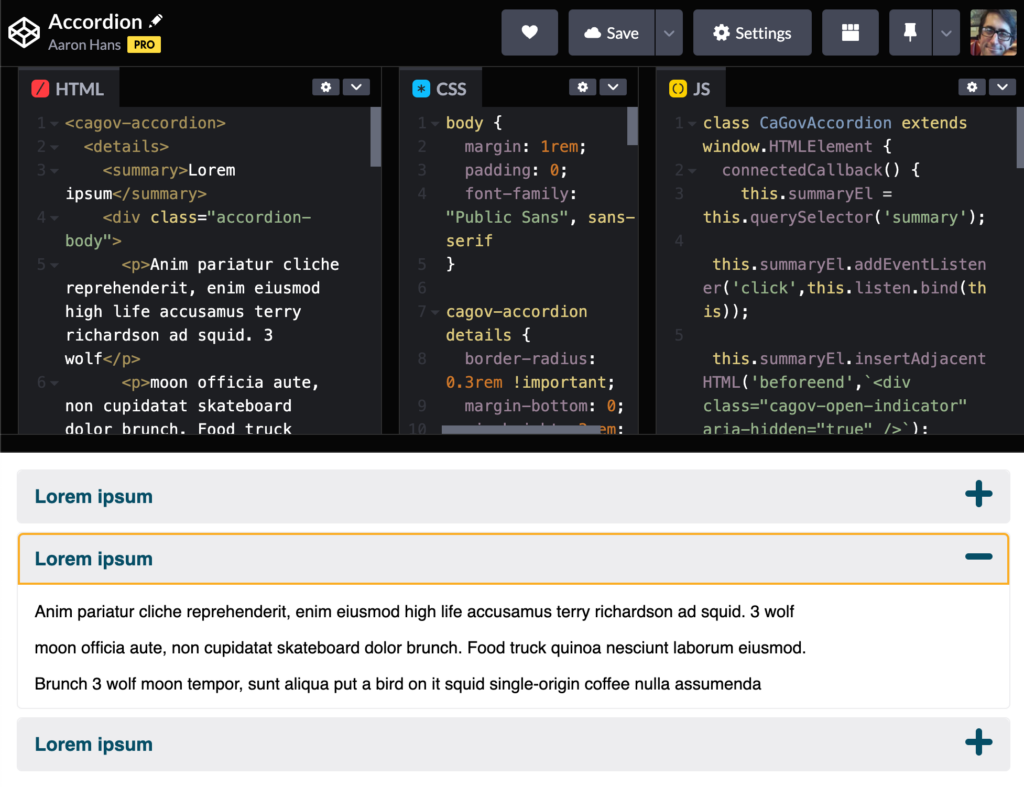 Accordion
Aaron Hans PRO
Save
Settings
HTML
1 <cagov-accordion>
2 <details>
3 <summary>Lorem
ipsum</summary>
4 <div class="accordion-
body">
5 <p>Anim pariatur cliche
reprehenderit, enim eiusmod
high life accusamus terry
richardson ad squid. 3
wolf</p>
6 <p>moon officia aute,
non cupidatat skateboard
dolor brunch. Food truck
CSS
1 body {
2 margin: 1rem;
3 padding: 0;
4 font-family:
"Public Sans", sans-
serif
5 }
6
7 cagov-accordion
details {
8 border-radius:
0.3rem !important;
9 margin-bottom: 0;
10
JS
1 class CaGovAccordion extends
window.HTMLElement {
2 connectedCallback() {
3 this.summaryEl =
this.querySelector('summary');
4
this.summaryEl.addEventListen
er('click',this.listen.bind(th
is));
5
this.summaryEl.insertAdjacent
HTML('beforeend',`<div
class="cagov-open-indicator"
aria-hidden="true" />`);
Lorem ipsum
Lorem ipsum
Anim pariatur cliche reprehenderit, enim eiusmod high life accusamus terry richardson ad squid. 3 wolf
moon officia aute, non cupidatat skateboard dolor brunch. Food truck quinoa nesciunt laborum eiusmod.
Brunch 3 wolf moon tempor, sunt aliqua put a bird on it squid single-origin coffee nulla assumenda
Lorem ipsum